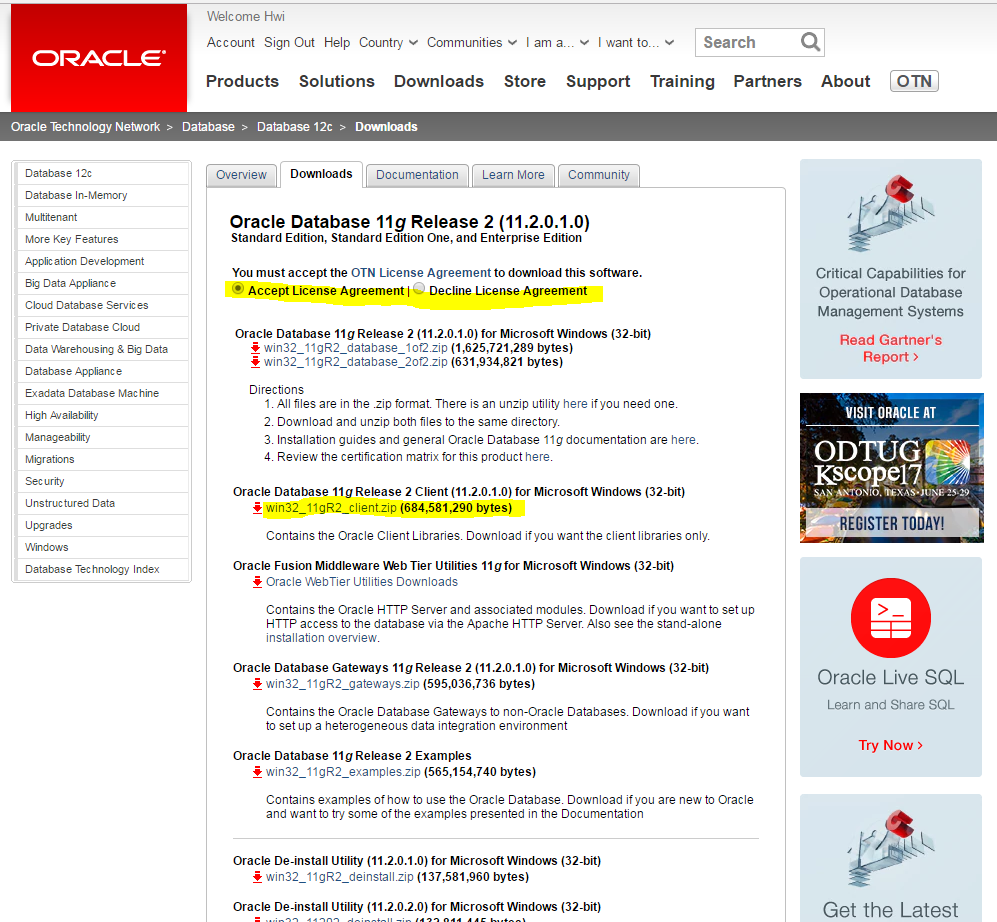 ORACLE
Welcome Hwi
Account Sign Out Help Country Communities I am a... I want to...
Search
Products Solutions Downloads Store Support Training Partners About OTN
Oracle Technology Network > Database > Database 12c > Downloads
Database 12c
Database In-Memory
Multitenant
More Key Features
Application Development
Big Data Appliance
Cloud Database Services
Private Database Cloud
Data Warehousing & Big Data
Database Appliance
Exadata Database Machine
High Availability
Manageability
Migrations
Security
Unstructured Data
Upgrades
Windows
Database Technology Index
Overview Downloads Documentation Learn More Community
Oracle Database 11g Release 2 (11.2.0.1.0)
Standard Edition, Standard Edition One, and Enterprise Edition
You must accept the OTN License Agreement to download this software.
Accept License Agreement | Decline License Agreement
Oracle Database 11g Release 2 (11.2.0.1.0) for Microsoft Windows (32-bit)
win32_11gR2_database_1of2.zip (1,625,721,289 bytes)
win32_11gR2_database_2of2.zip (631,934,821 bytes)
Directions
1. All files are in the .zip format. There is an unzip utility here if you need one.
2. Download and unzip both files to the same directory.
3. Installation guides and general Oracle Database 11g documentation are here.
4. Review the certification matrix for this product here.
Oracle Database 11g Release 2 Client (11.2.0.1.0) for Microsoft Windows (32-bit)
win32_11gR2_client.zip (684,581,290 bytes)
Contains the Oracle Client Libraries. Download if you want the client libraries only.
Oracle Fusion Middleware Web Tier Utilities 11g for Microsoft Windows (32-bit)
Oracle WebTier Utilities Downloads
Contains the Oracle HTTP Server and associated modules. Download if you want to set up
HTTP access to the database via the Apache HTTP Server. Also see the stand-alone
installation overview.
Oracle Database Gateways 11g Release 2 (11.2.0.1.0) for Microsoft Windows (32-bit)
win32_11gR2_gateways.zip (595,036,736 bytes)
Contains the Oracle Database Gateways to non-Oracle Databases. Download if you want
to set up a heterogeneous data integration environment
Oracle Database 11g Release 2 Examples
win32_11gR2_examples.zip (565,154,740 bytes)
Contains examples of how to use the Oracle Database. Download if you are new to Oracle
and want to try some of the examples presented in the Documentation
Oracle De-install Utility (11.2.0.1.0) for Microsoft Windows (32-bit)
win32_11gR2_deinstall.zip (137,581,960 bytes)
Oracle De-install Utility (11.2.0.2.0) for Microsoft Windows (32-bit)
Critical Capabilities for
Operational Database
Management Systems
Read Gartner's
Report >
VISIT ORACLE AT
ODTUG
Kscope17
SAN ANTONIO, TEXAS · JUNE 25-29
REGISTER TODAY!
Oracle Live SQL
Learn and Share SQL
Try Now >
Get the Latest